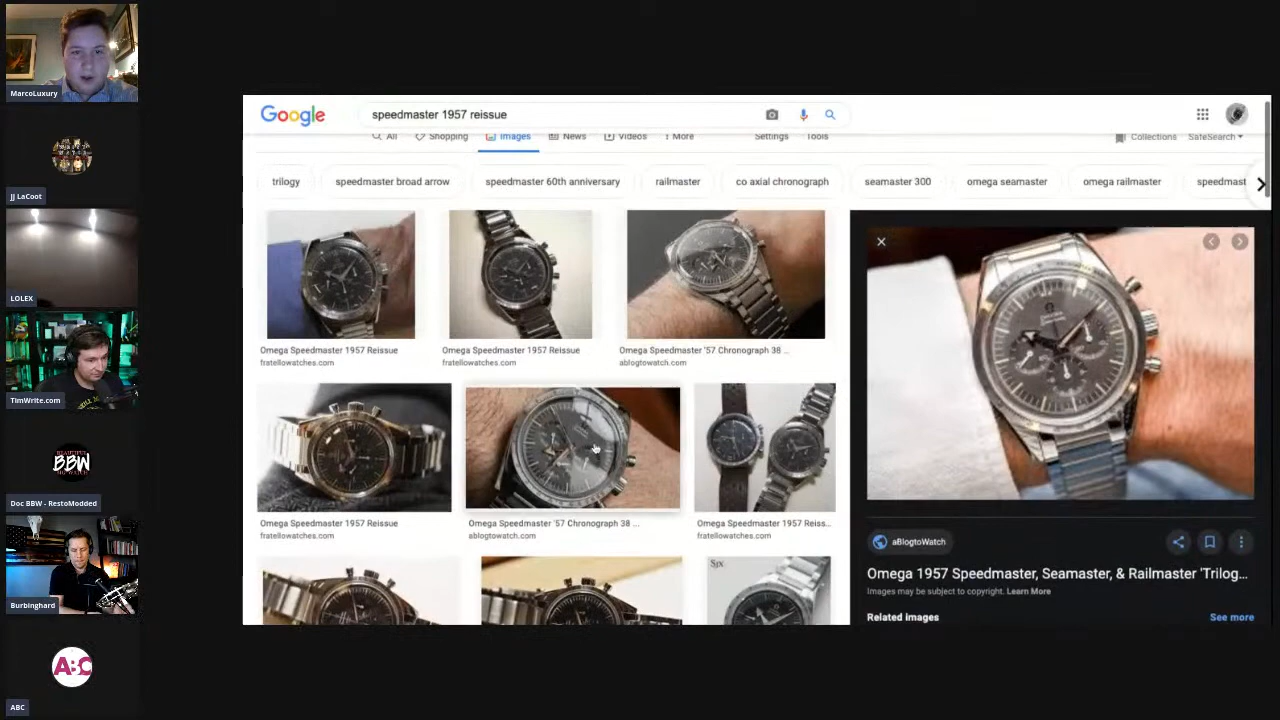 MarcoLuxury
JJ LaCoot
LOLEX
TimWrite.com
BEAUTIFUL
BBW
Doc BBW - RestoModded
Burbinghard
ABC
ABC
Google
speedmaster 1957 reissue
All
Shopping
Images
News
Videos
More
Settings
Tools
Collections
SafeSearch
trilogy
speedmaster broad arrow
speedmaster 60th anniversary
railmaster
co axial chronograph
seamaster 300
omega seamaster
omega railmaster
speedmast
Omega Speedmaster 1957 Reissue
fratellowatches.com
Omega Speedmaster 1957 Reissue
fratellowatches.com
Omega Speedmaster '57 Chronograph 38 ...
ablogtowatch.com
Omega Speedmaster 1957 Reissue
fratellowatches.com
Omega Speedmaster '57 Chronograph 38 ...
ablogtowatch.com
Omega Speedmaster 1957 Reiss...
fratellowatches.com
aBlogtoWatch
Omega 1957 Speedmaster, Seamaster, & Railmaster 'Trilog...
Images may be subject to copyright. Learn More
Related images
See more